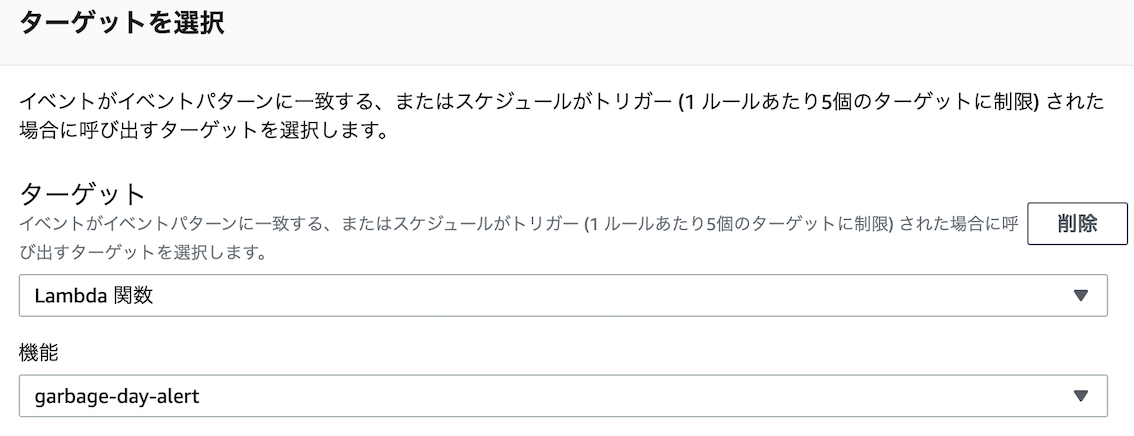 ターゲットを選択
イベントがイベントパターンに一致する、またはスケジュールがトリガー (1 ルールあたり5個のターゲットに制限) された
場合に呼び出すターゲットを選択します。
ターゲット
イベントがイベントパターンに一致する、またはスケジュールがトリガー (1 ルールあたり5個のターゲットに制限) された場合に呼
び出すターゲットを選択します。
削除
Lambda 関数
機能
garbage-day-alert